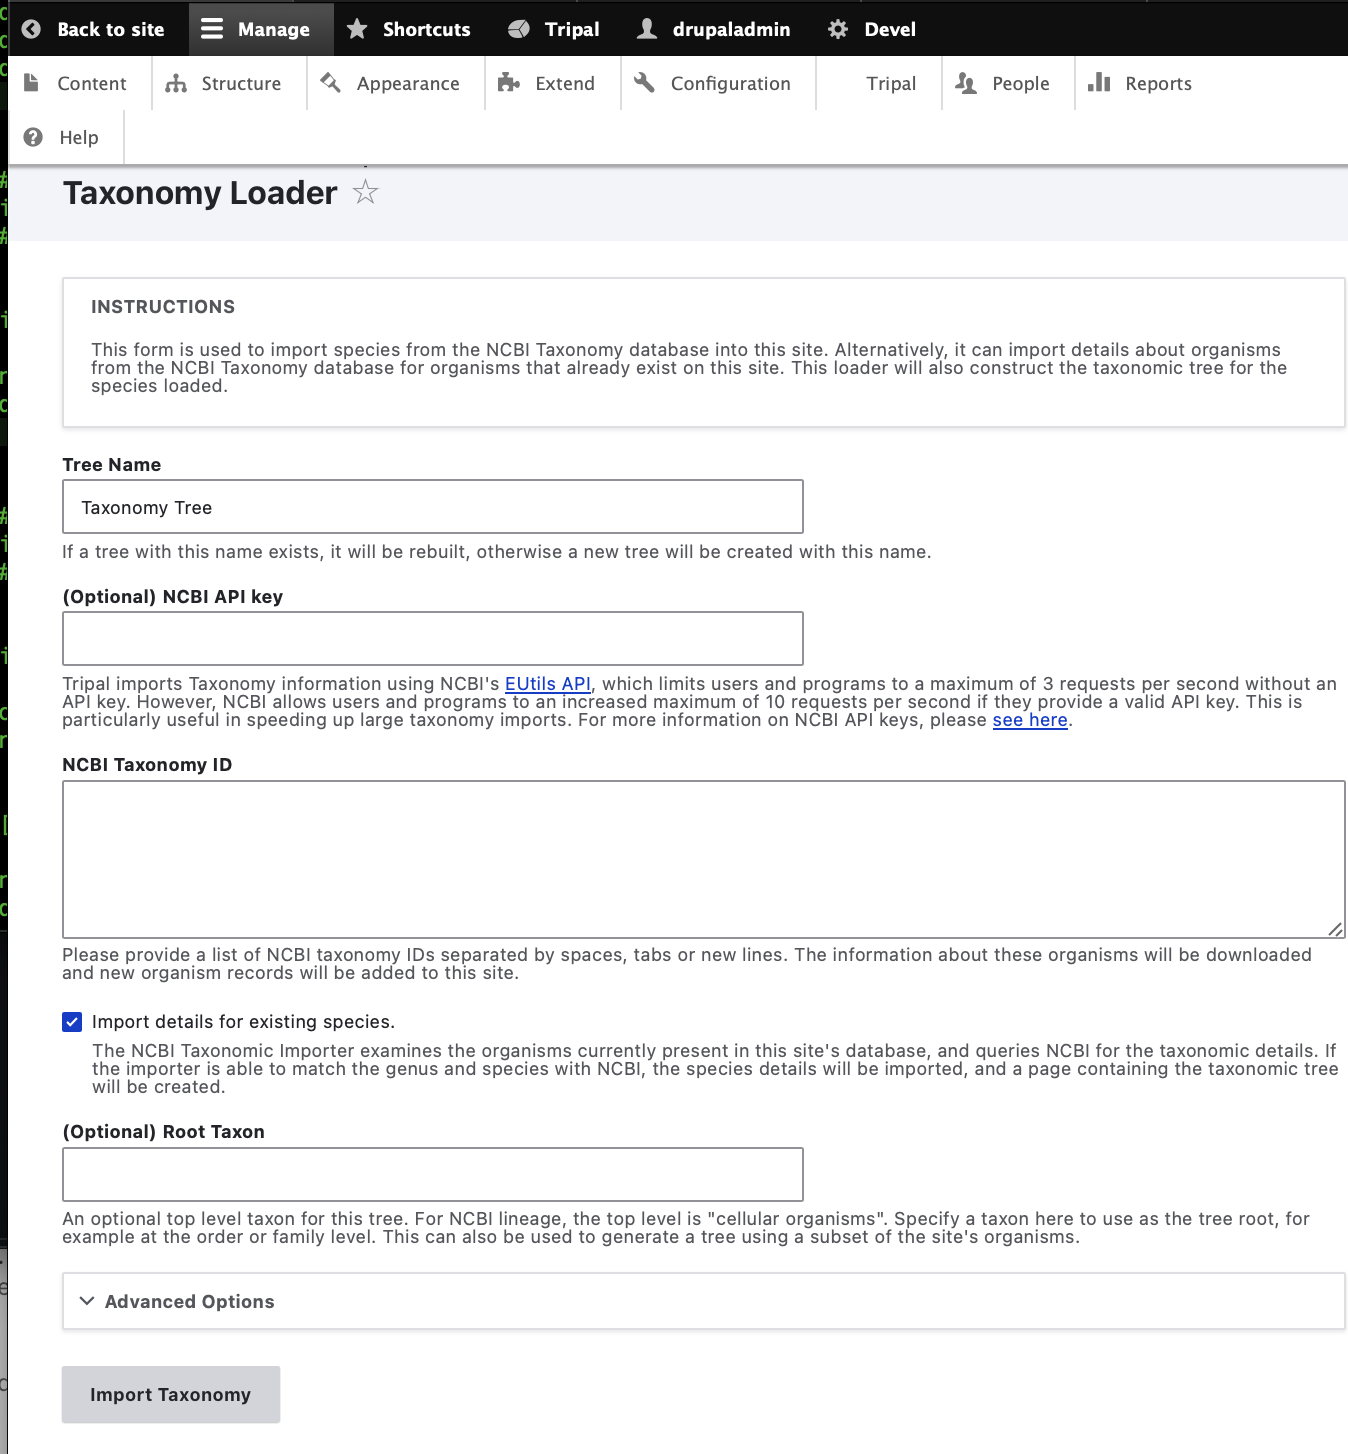 Back to site Manage Shortcuts Tripal drupaladmin Devel
Content Structure Appearance Extend Configuration Tripal People Reports
Help
Taxonomy Loader
INSTRUCTIONS
This form is used to import species from the NCBI Taxonomy database into this site. Alternatively, it can import details about organisms
from the NCBI Taxonomy database for organisms that already exist on this site. This loader will also construct the taxonomic tree for the
species loaded.
Tree Name
Taxonomy Tree
If a tree with this name exists, it will be rebuilt, otherwise a new tree will be created with this name.
(Optional) NCBI API key
Tripal imports Taxonomy information using NCBI's EUtils API, which limits users and programs to a maximum of 3 requests per second without an
API key. However, NCBI allows users and programs to an increased maximum of 10 requests per second if they provide a valid API key. This is
particularly useful in speeding up large taxonomy imports. For more information on NCBI API keys, please see here.
NCBI Taxonomy ID
Please provide a list of NCBI taxonomy IDs separated by spaces, tabs or new lines. The information about these organisms will be downloaded
and new organism records will be added to this site.
Import details for existing species.
The NCBI Taxonomic Importer examines the organisms currently present in this site's database, and queries NCBI for the taxonomic details. If
the importer is able to match the genus and species with NCBI, the species details will be imported, and a page containing the taxonomic tree
will be created.
(Optional) Root Taxon
An optional top level taxon for this tree. For NCBI lineage, the top level is "cellular organisms". Specify a taxon here to use as the tree root, for
example at the order or family level. This can also be used to generate a tree using a subset of the site's organisms.
Advanced Options
Import Taxonomy